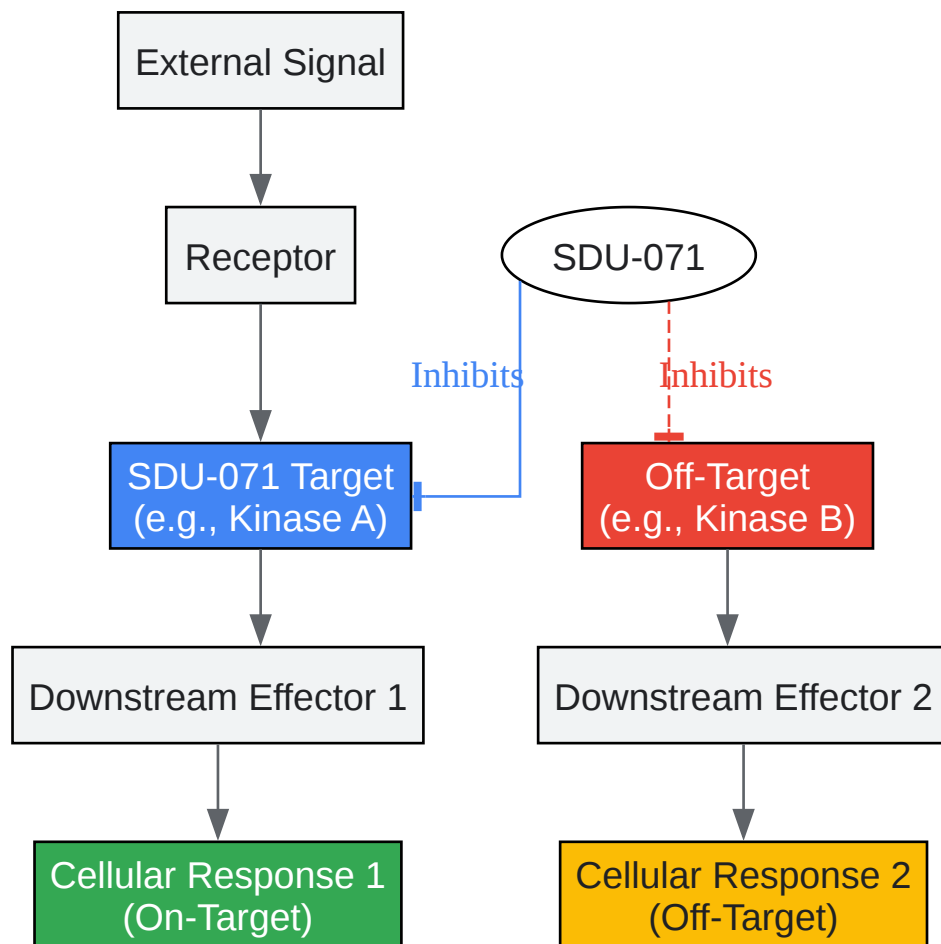 External Signal
Receptor
SDU-071
Inhibits
Inhibits
SDU-071 Target
(e.g., Kinase A)
Off-Target
(e.g., Kinase B)
Downstream Effector 1
Downstream Effector 2
Cellular Response 1
(On-Target)
Cellular Response 2
(Off-Target)